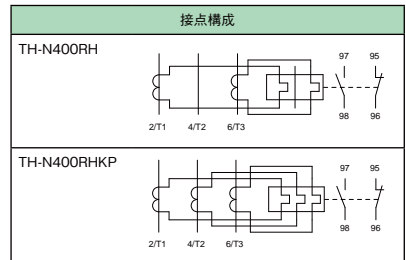 接点構成
TH-N400RH
97 95
98 96
2/T1 4/T2 6/T3
TH-N400RHKP
97 95
98 96
2/T1 4/T2 6/T3